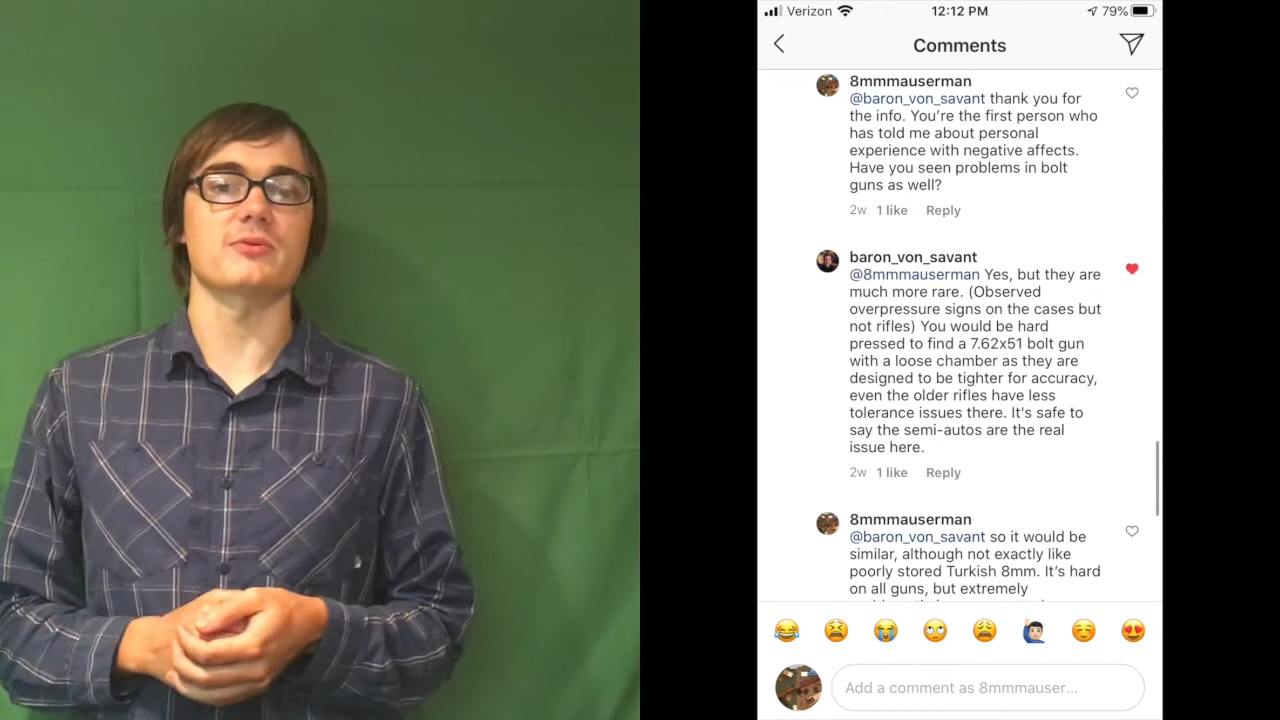 Verizon 12:12 PM 79%
Comments
8mmmauserman
@baron_von_savant thank you for
the info. You're the first person who
has told me about personal
experience with negative affects.
Have you seen problems in bolt
guns as well?
2w 1 like Reply
baron_von_savant
@8mmmauserman Yes, but they are
much more rare. (Observed
overpressure signs on the cases but
not rifles) You would be hard
pressed to find a 7.62x51 bolt gun
with a loose chamber as they are
designed to be tighter for accuracy,
even the older rifles have less
tolerance issues there. It's safe to
say the semi-autos are the real
issue here.
2w 1 like Reply
8mmmauserman
@baron_von_savant so it would be
similar, although not exactly like
poorly stored Turkish 8mm. It's hard
on all guns, but extremely
Add a comment as 8mmmauser...